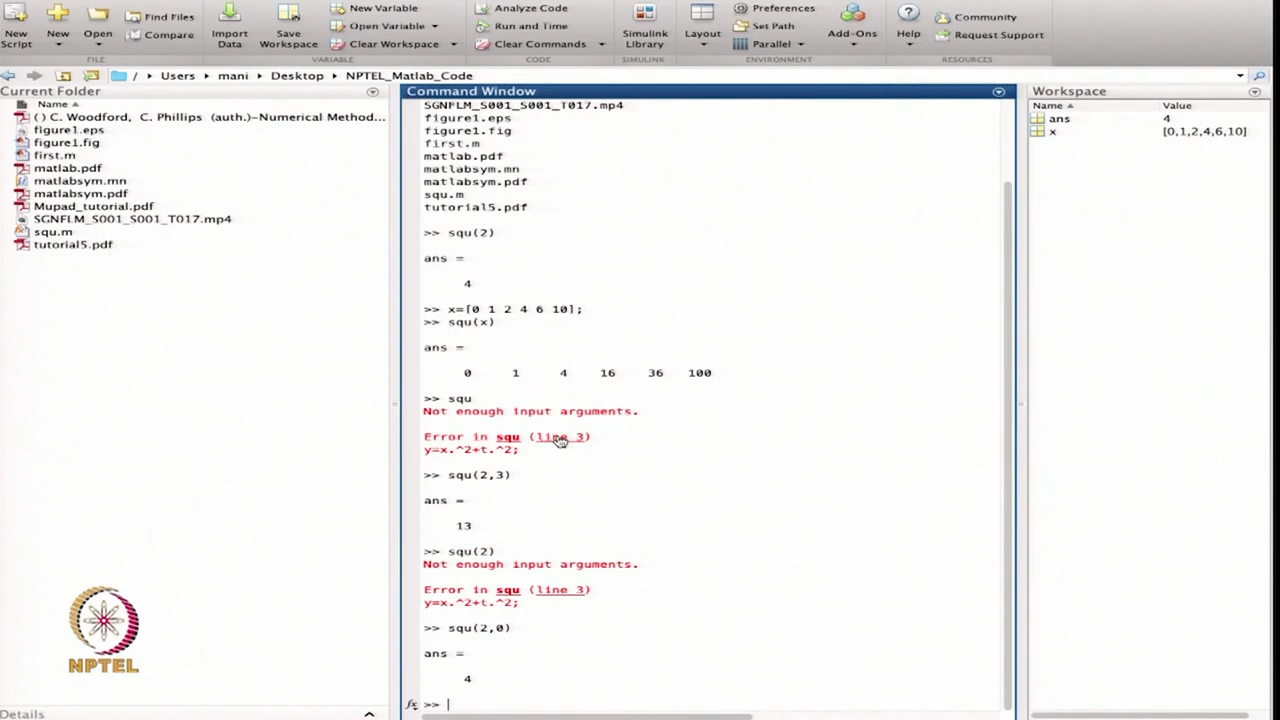 New Script
New
Open
Find Files
Compare
Import Data
Save Workspace
New Variable
Open Variable
Clear Workspace
Analyze Code
Run and Time
Clear Commands
Simulink Library
Layout
Preferences
Set Path
Parallel
Add-Ons
Help
Community
Request Support
FILE
VARIABLE
CODE
SIMULINK
ENVIRONMENT
RESOURCES
/ Users mani Desktop NPTEL_Matlab_Code
Current Folder
Name
( ) C. Woodford, C. Phillips (auth.)-Numerical Method...
figure1.eps
figure1.fig
first.m
matlab.pdf
matlabsym.mn
matlabsym.pdf
Mupad_tutorial.pdf
SGNFLM_S001_S001_T017.mp4
squ.m
tutorial5.pdf
NPTEL
Details
Command Window
SGNFLM_S001_S001_T017.mp4
figure1.eps
figure1.fig
first.m
matlab.pdf
matlabsym.mn
matlabsym.pdf
squ.m
tutorial5.pdf
>> squ(2)
ans =
4
>> x=[0 1 2 4 6 10];
>> squ(x)
ans =
0 1 4 16 36 100
>> squ
Not enough input arguments.
Error in squ (line 3)
y=x.^2+t.^2;
>> squ(2,3)
ans =
13
>> squ(2)
Not enough input arguments.
Error in squ (line 3)
y=x.^2+t.^2;
>> squ(2,0)
ans =
4
fx >>
Workspace
Name Value
ans 4
x [0,1,2,4,6,10]